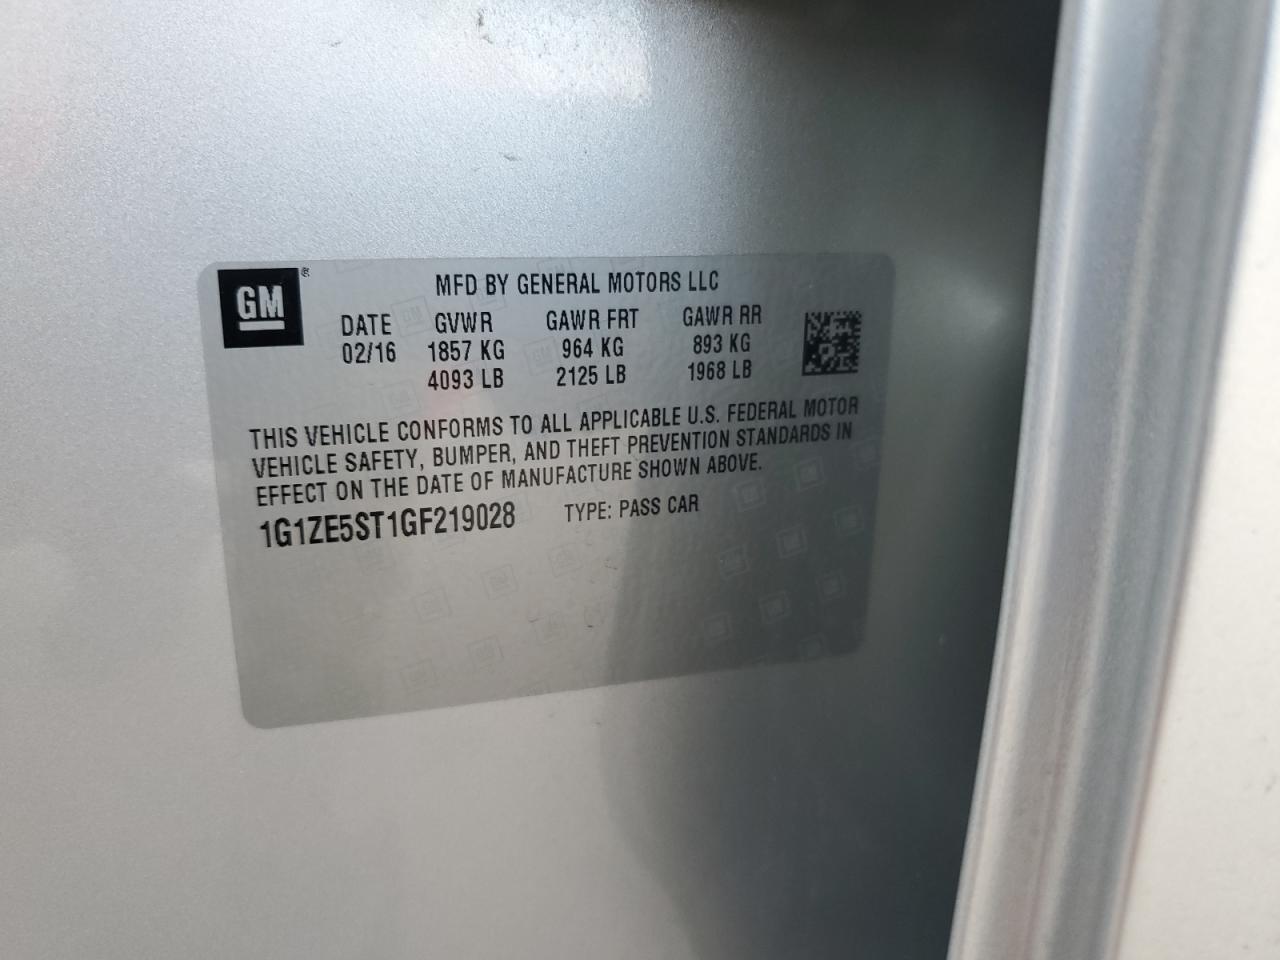 GM ®
MFD BY GENERAL MOTORS LLC
DATE GVWR GAWR FRT GAWR RR
02/16 1857 KG 964 KG 893 KG
4093 LB 2125 LB 1968 LB
THIS VEHICLE CONFORMS TO ALL APPLICABLE U.S. FEDERAL MOTOR
VEHICLE SAFETY, BUMPER, AND THEFT PREVENTION STANDARDS IN
EFFECT ON THE DATE OF MANUFACTURE SHOWN ABOVE.
1G1ZE5ST1GF219028 TYPE: PASS CAR